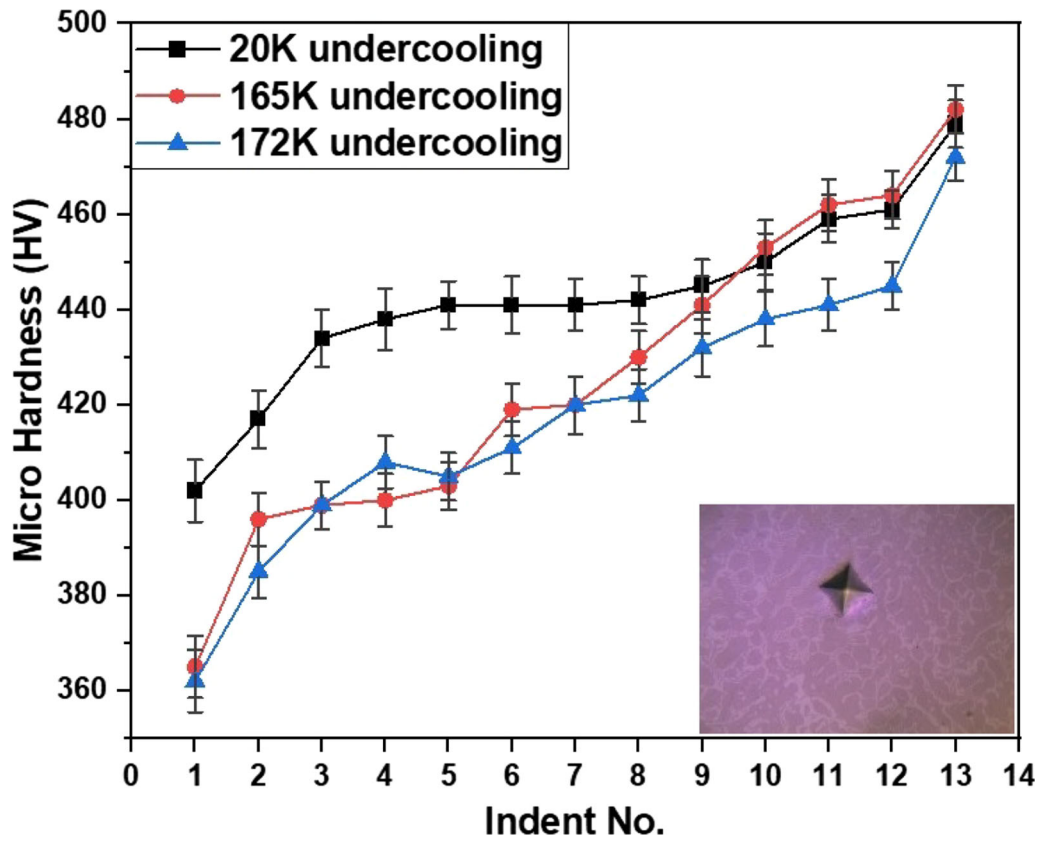 500
480
460
440
420
400
380
360
Micro Hardness (HV)
20K undercooling
165K undercooling
172K undercooling
0 1 2 3 4 5 6 7 8 9 10 11 12 13 14
Indent No.